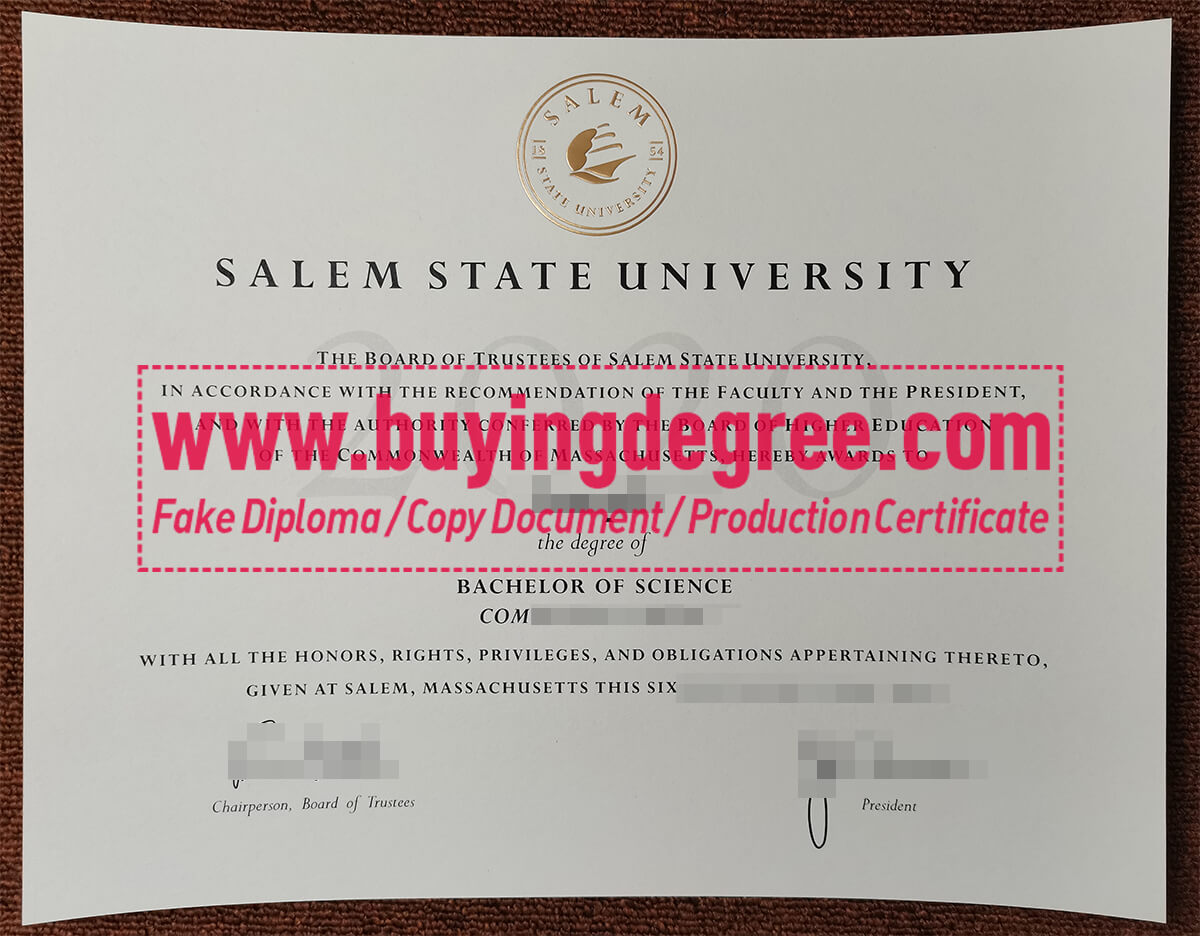 SALEM
18 54
STATE UNIVERSITY
SALEM STATE UNIVERSITY
2020
THE BOARD OF TRUSTEES OF SALEM STATE UNIVERSITY,
IN ACCORDANCE WITH THE RECOMMENDATION OF THE FACULTY AND THE PRESIDENT,
AND WITH THE AUTHORITY CONFERRED BY THE BOARD OF HIGHER EDUCATION
www.buyingdegree.com
OF THE COMMONWEALTH OF MASSACHUSETTS, HEREBY AWARDS TO
Fake Diploma / Copy Document / Production Certificate
the degree of
BACHELOR OF SCIENCE
COM
WITH ALL THE HONORS, RIGHTS, PRIVILEGES, AND OBLIGATIONS APPERTAINING THERETO,
GIVEN AT SALEM, MASSACHUSETTS THIS SIX
Chairperson, Board of Trustees
President